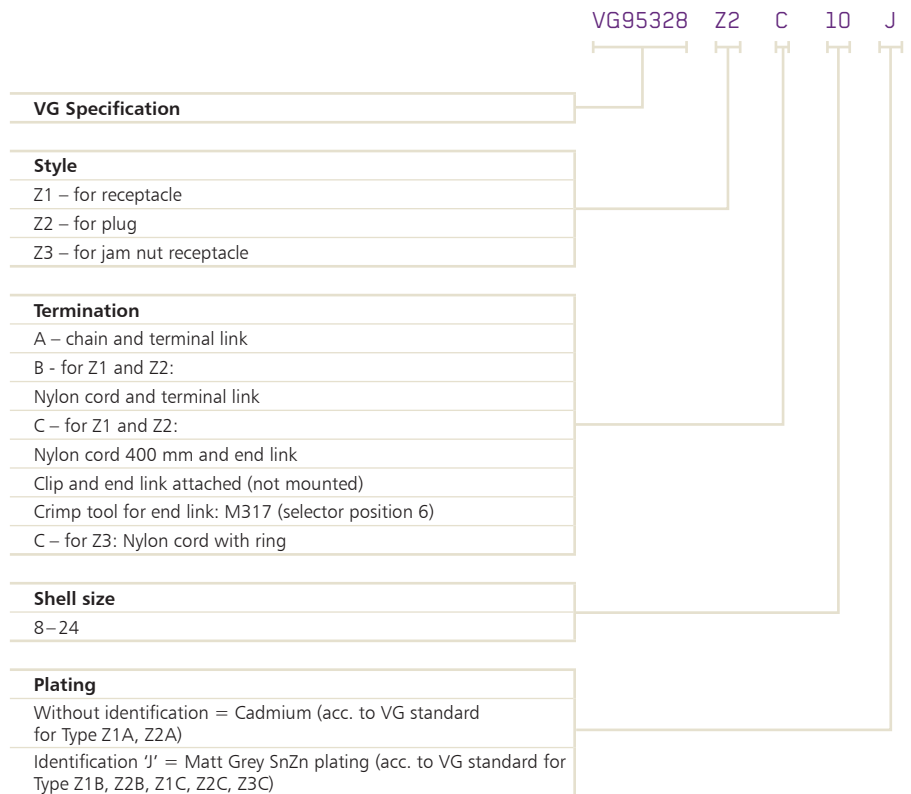 VG95328 Z2 C 10 J
VG Specification
Style
Z1 – for receptacle
Z2 – for plug
Z3 – for jam nut receptacle
Termination
A – chain and terminal link
B - for Z1 and Z2:
Nylon cord and terminal link
C – for Z1 and Z2:
Nylon cord 400 mm and end link
Clip and end link attached (not mounted)
Crimp tool for end link: M317 (selector position 6)
C – for Z3: Nylon cord with ring
Shell size
8–24
Plating
Without identification = Cadmium (acc. to VG standard
for Type Z1A, Z2A)
Identification 'J' = Matt Grey SnZn plating (acc. to VG standard for
Type Z1B, Z2B, Z1C, Z2C, Z3C)